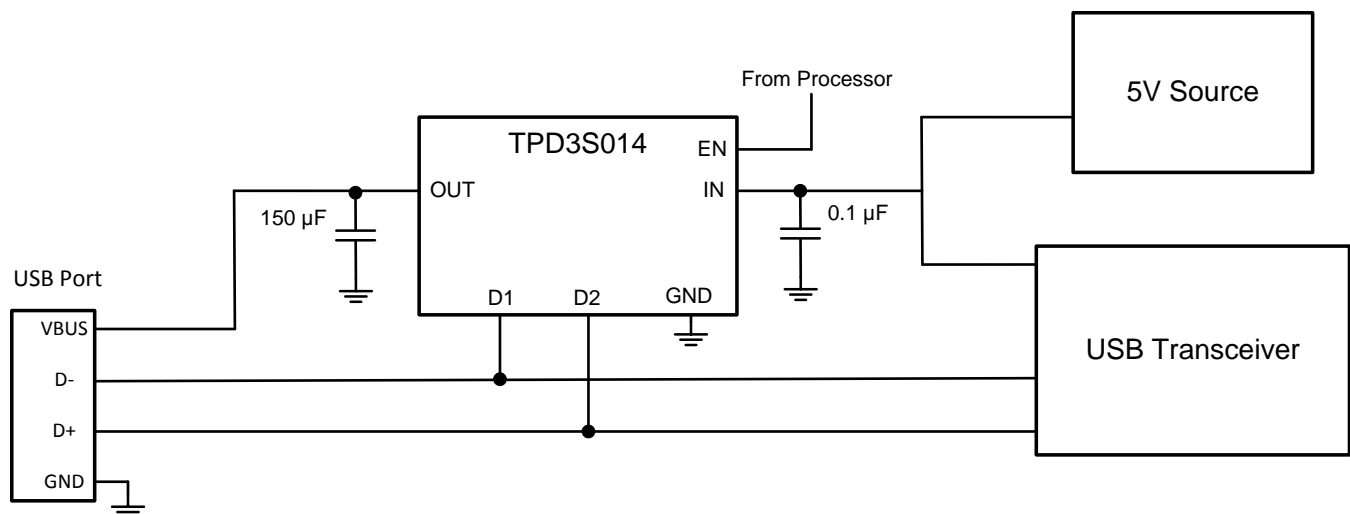 5V Source
From Processor
TPD3S014
EN
OUT
IN
150 µF
0.1 µF
USB Port
D1
D2
GND
VBUS
USB Transceiver
D-
D+
GND